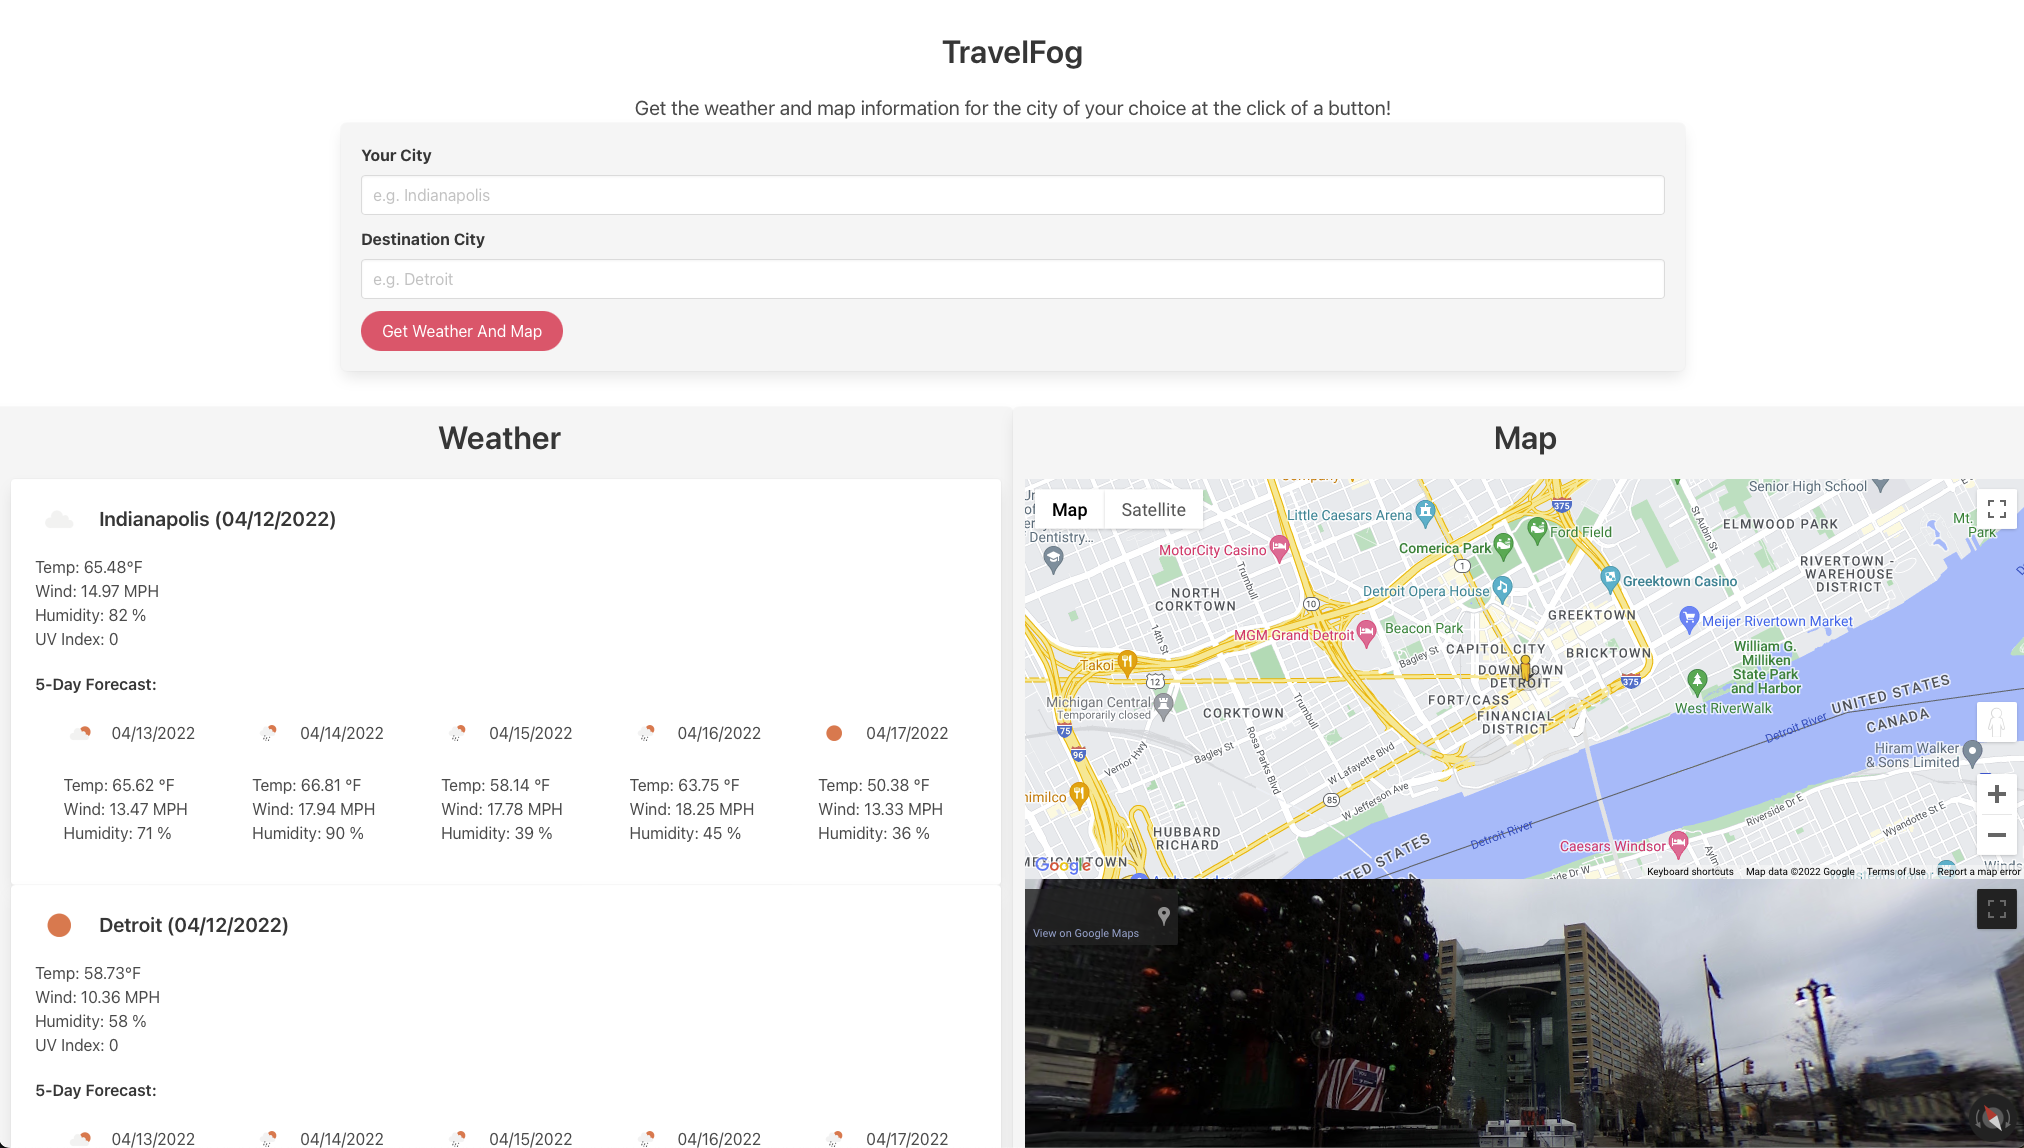 TravelFog
Get the weather and map information for the city of your choice at the click of a button!
Your City
e.g. Indianapolis
Destination City
e.g. Detroit
Get Weather And Map
Weather
Indianapolis (04/12/2022)
Temp: 65.48°F
Wind: 14.97 MPH
Humidity: 82 %
UV Index: 0
5-Day Forecast:
04/13/2022 04/14/2022 04/15/2022 04/16/2022 04/17/2022
Temp: 65.62 °F Temp: 66.81 °F Temp: 58.14 °F Temp: 63.75 °F Temp: 50.38 °F
Wind: 13.47 MPH Wind: 17.94 MPH Wind: 17.78 MPH Wind: 18.25 MPH Wind: 13.33 MPH
Humidity: 71 % Humidity: 90 % Humidity: 39 % Humidity: 45 % Humidity: 36 %
Detroit (04/12/2022)
Temp: 58.73°F
Wind: 10.36 MPH
Humidity: 58 %
UV Index: 0
5-Day Forecast:
04/13/2022 04/14/2022 04/15/2022 04/16/2022 04/17/2022
Map
Map Satellite
Senior High School
Little Caesars Arena
375
ELMWOOD PARK
St Aubin St
Mt.
Park
Dentistry...
MotorCity Casino
Comerica Park
Ford Field
1
RIVERTOWN -
WAREHOUSE
DISTRICT
Trumbull
Greektown Casino
Detroit Opera House
NORTH
CORKTOWN
10
GREEKTOWN
14th St
MGM Grand Detroit
Beacon Park
Meijer Rivertown Market
Bagley St
CAPITOL CITY
BRICKTOWN
William G.
Milliken
State Park
and Harbor
Takoi
12
DOWNTOWN
DETROIT
375
Michigan Central
Temporarily closed
FORT/CASS
West RiverWalk
UNITED STATES
CORKTOWN
Trumbull
FINANCIAL
DISTRICT
Detroit River
CANADA
75
96
Vernor Hwy
Bagley St
Rosa Parks Blvd
W Lafayette Blvd
Hiram Walker
& Sons Limited
85
W Jefferson Ave
Riverside Dr E
Wyandotte St E
HUBBARD
RICHARD
Detroit River
Caesars Windsor
Google
Keyboard shortcuts Map data ©2022 Google Terms of Use Report a map error
View on Google Maps